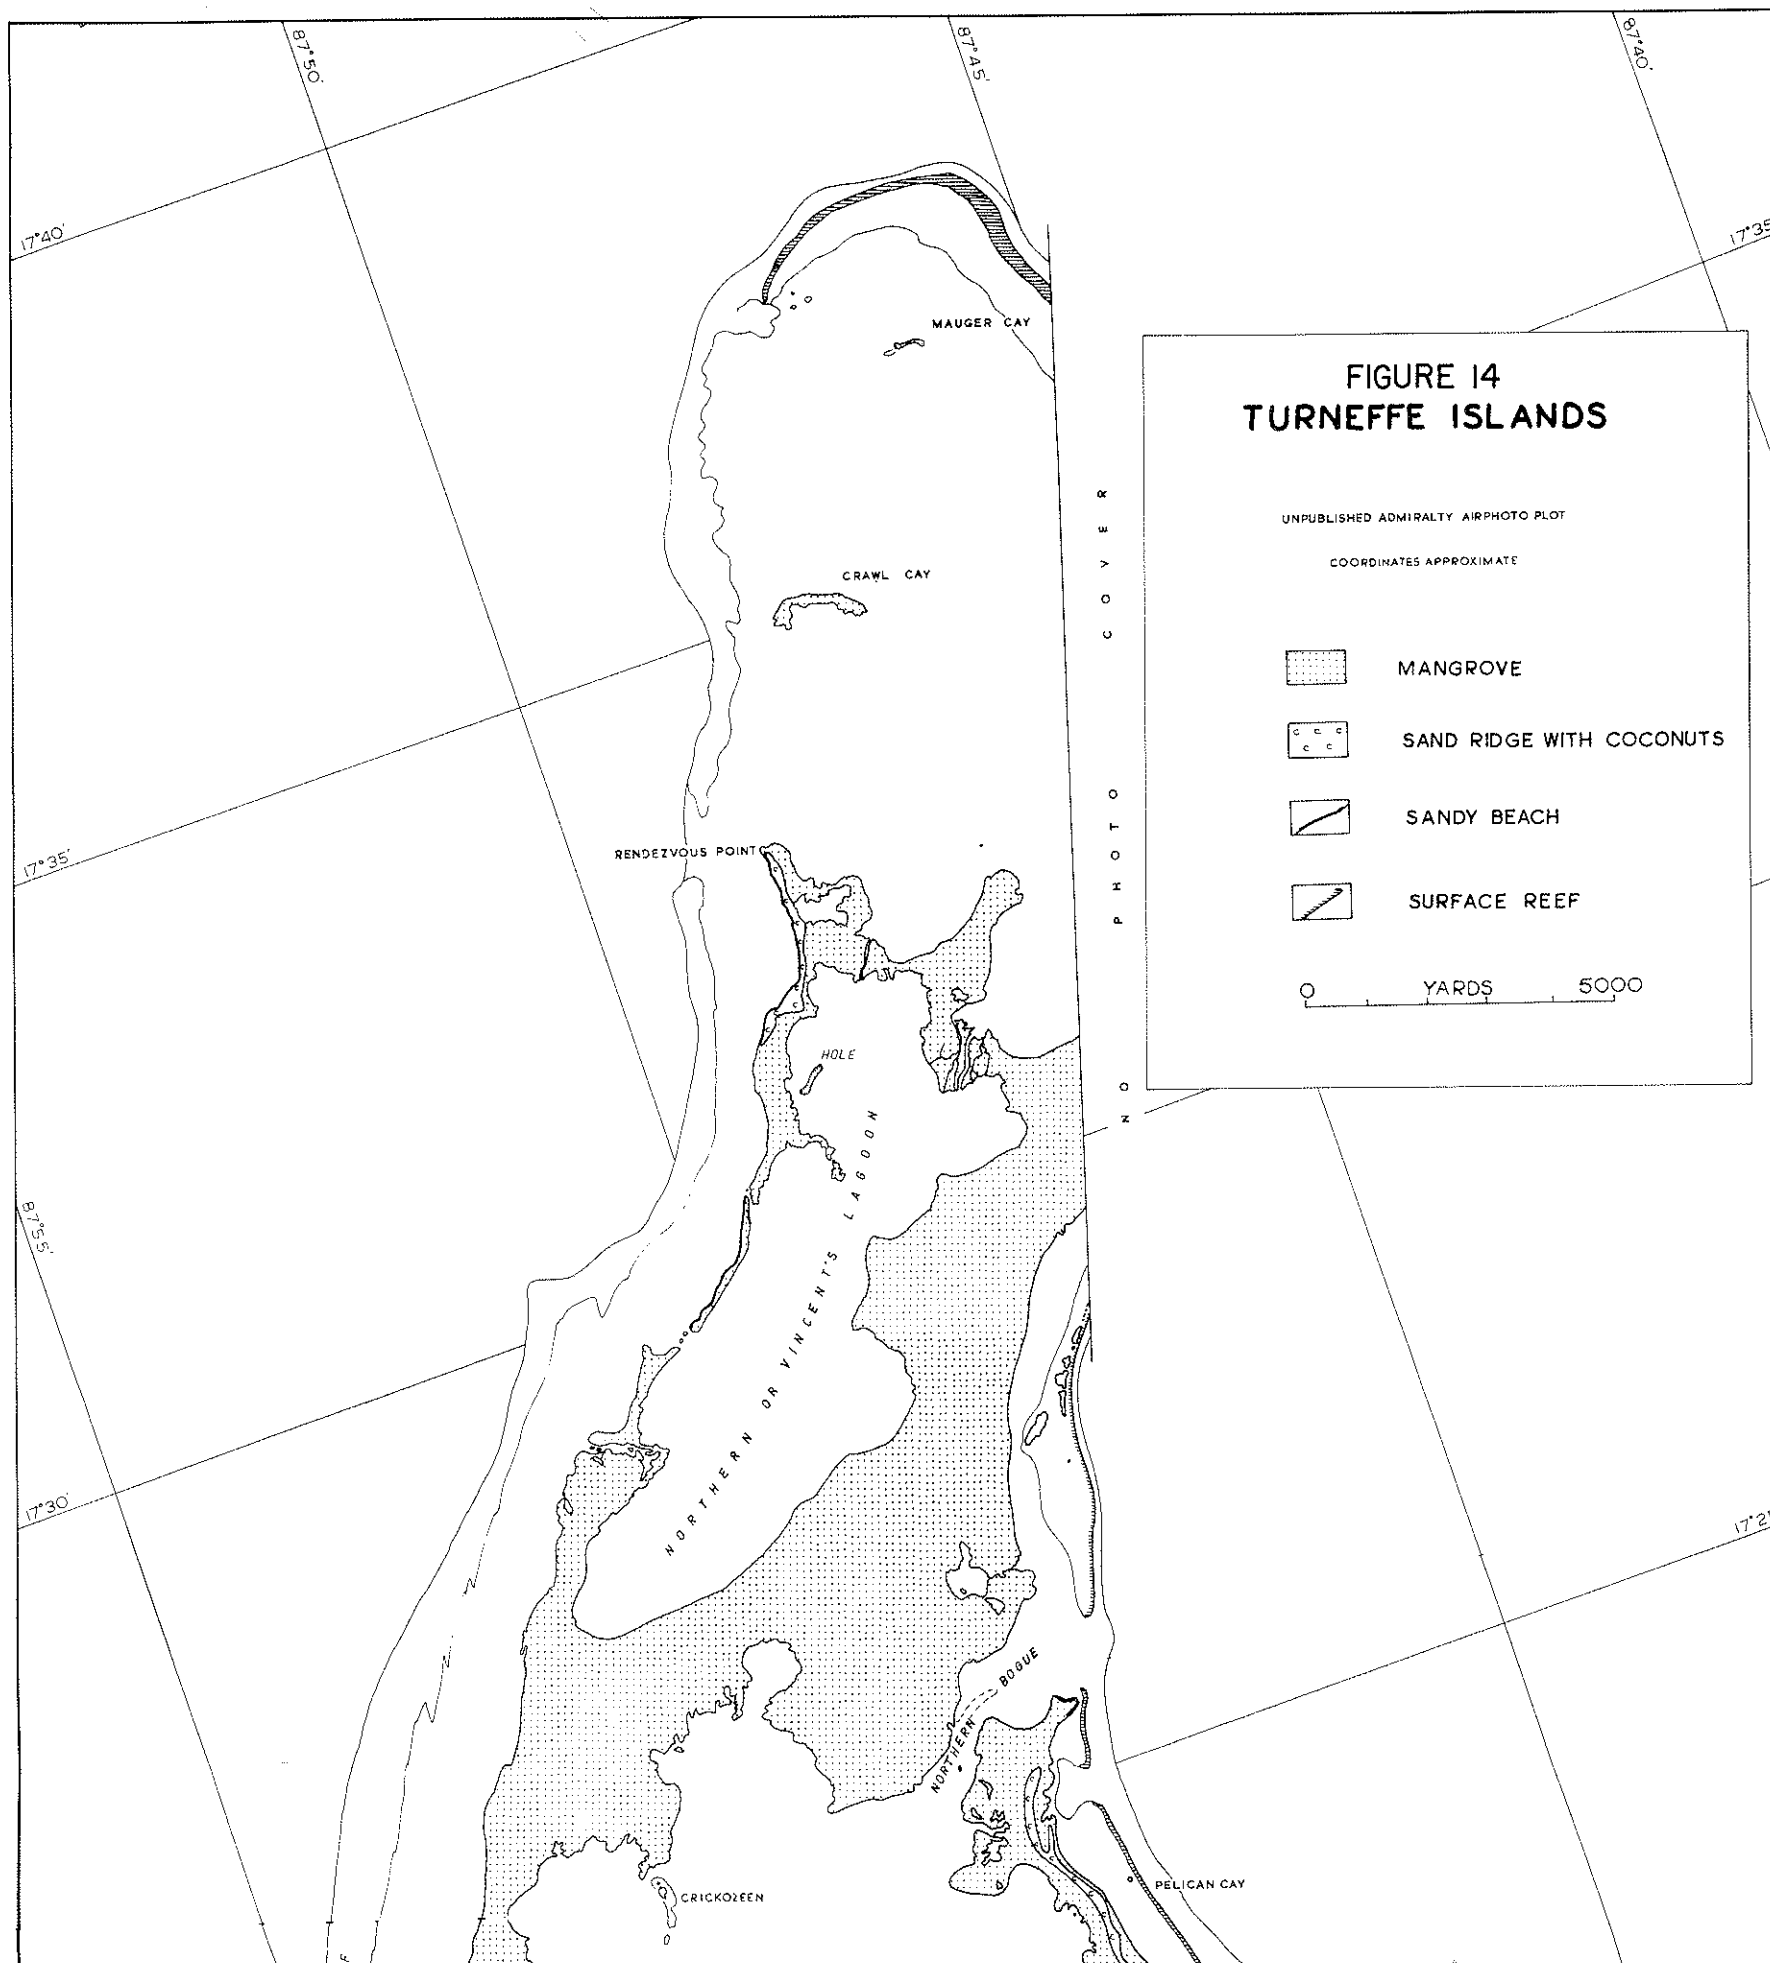 87°50'
87°45'
87°40'
17°40'
17°35
MAUGER CAY
FIGURE 14
TURNEFFE ISLANDS
UNPUBLISHED ADMIRALTY AIRPHOTO PLOT
COORDINATES APPROXIMATE
CRAWL CAY
MANGROVE
SAND RIDGE WITH COCONUTS
SANDY BEACH
SURFACE REEF
0 YARDS 5000
NO PHOTO COVER
17°35'
RENDEZVOUS POINT
HOLE
NORTHERN OR VINCENT'S LAGOON
87°55'
17°30'
17°2
NORTHERN BOGUE
CRICKOZEEN
PELICAN CAY
F